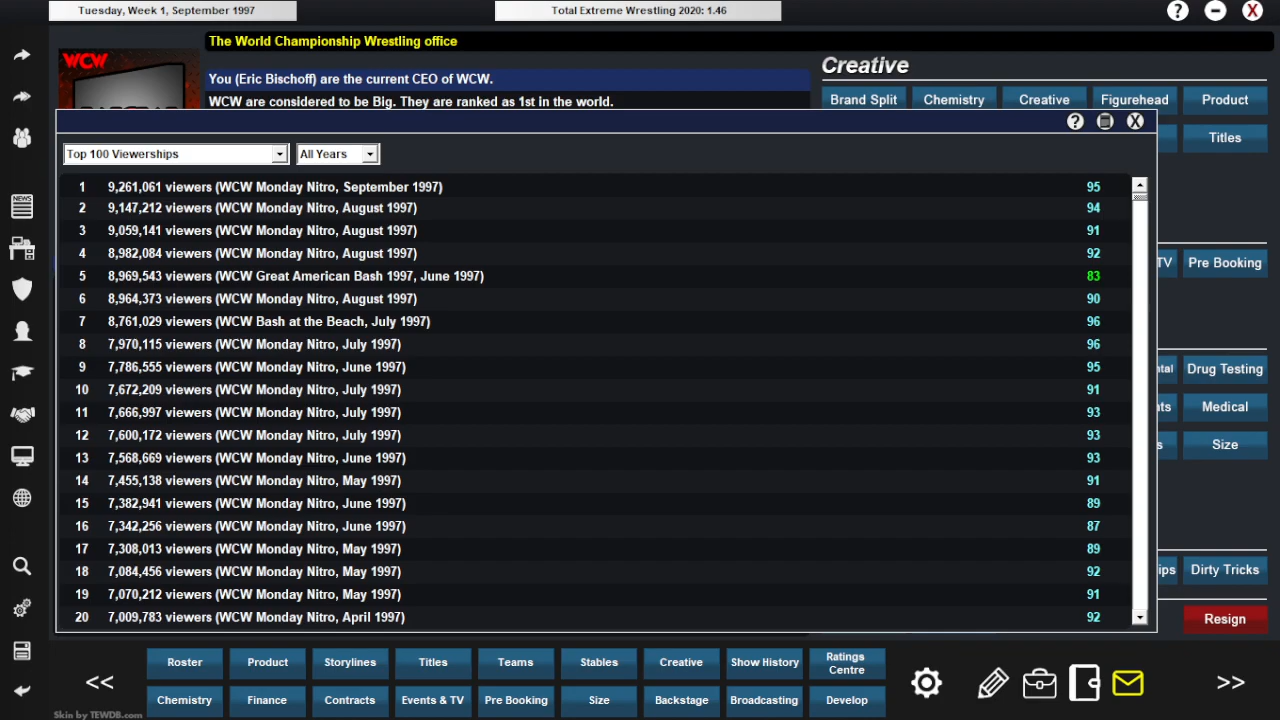 Tuesday, Week 1, September 1997
Total Extreme Wrestling 2020: 1.46
?
X
WCW
The World Championship Wrestling office
You (Eric Bischoff) are the current CEO of WCW.
WCW are considered to be Big. They are ranked as 1st in the world.
Creative
Brand Split
Chemistry
Creative
Figurehead
Product
Titles
?
X
Top 100 Viewerships
All Years
1 9,261,061 viewers (WCW Monday Nitro, September 1997) 95
2 9,147,212 viewers (WCW Monday Nitro, August 1997) 94
3 9,059,141 viewers (WCW Monday Nitro, August 1997) 91
4 8,982,084 viewers (WCW Monday Nitro, August 1997) 92
5 8,969,543 viewers (WCW Great American Bash 1997, June 1997) 83
6 8,964,373 viewers (WCW Monday Nitro, August 1997) 90
7 8,761,029 viewers (WCW Bash at the Beach, July 1997) 96
8 7,970,115 viewers (WCW Monday Nitro, July 1997) 96
9 7,786,555 viewers (WCW Monday Nitro, June 1997) 95
10 7,672,209 viewers (WCW Monday Nitro, July 1997) 91
11 7,666,997 viewers (WCW Monday Nitro, July 1997) 93
12 7,600,172 viewers (WCW Monday Nitro, July 1997) 93
13 7,568,669 viewers (WCW Monday Nitro, June 1997) 93
14 7,455,138 viewers (WCW Monday Nitro, May 1997) 91
15 7,382,941 viewers (WCW Monday Nitro, June 1997) 89
16 7,342,256 viewers (WCW Monday Nitro, June 1997) 87
17 7,308,013 viewers (WCW Monday Nitro, May 1997) 89
18 7,084,456 viewers (WCW Monday Nitro, May 1997) 92
19 7,070,212 viewers (WCW Monday Nitro, May 1997) 91
20 7,009,783 viewers (WCW Monday Nitro, April 1997) 92
TV
Pre Booking
Drug Testing
Medical
Size
Dirty Tricks
Resign
NEWS
<<
Roster
Product
Storylines
Titles
Teams
Stables
Creative
Show History
Ratings
Centre
Chemistry
Finance
Contracts
Events & TV
Pre Booking
Size
Backstage
Broadcasting
Develop
>>
Skin by TEWDB.com